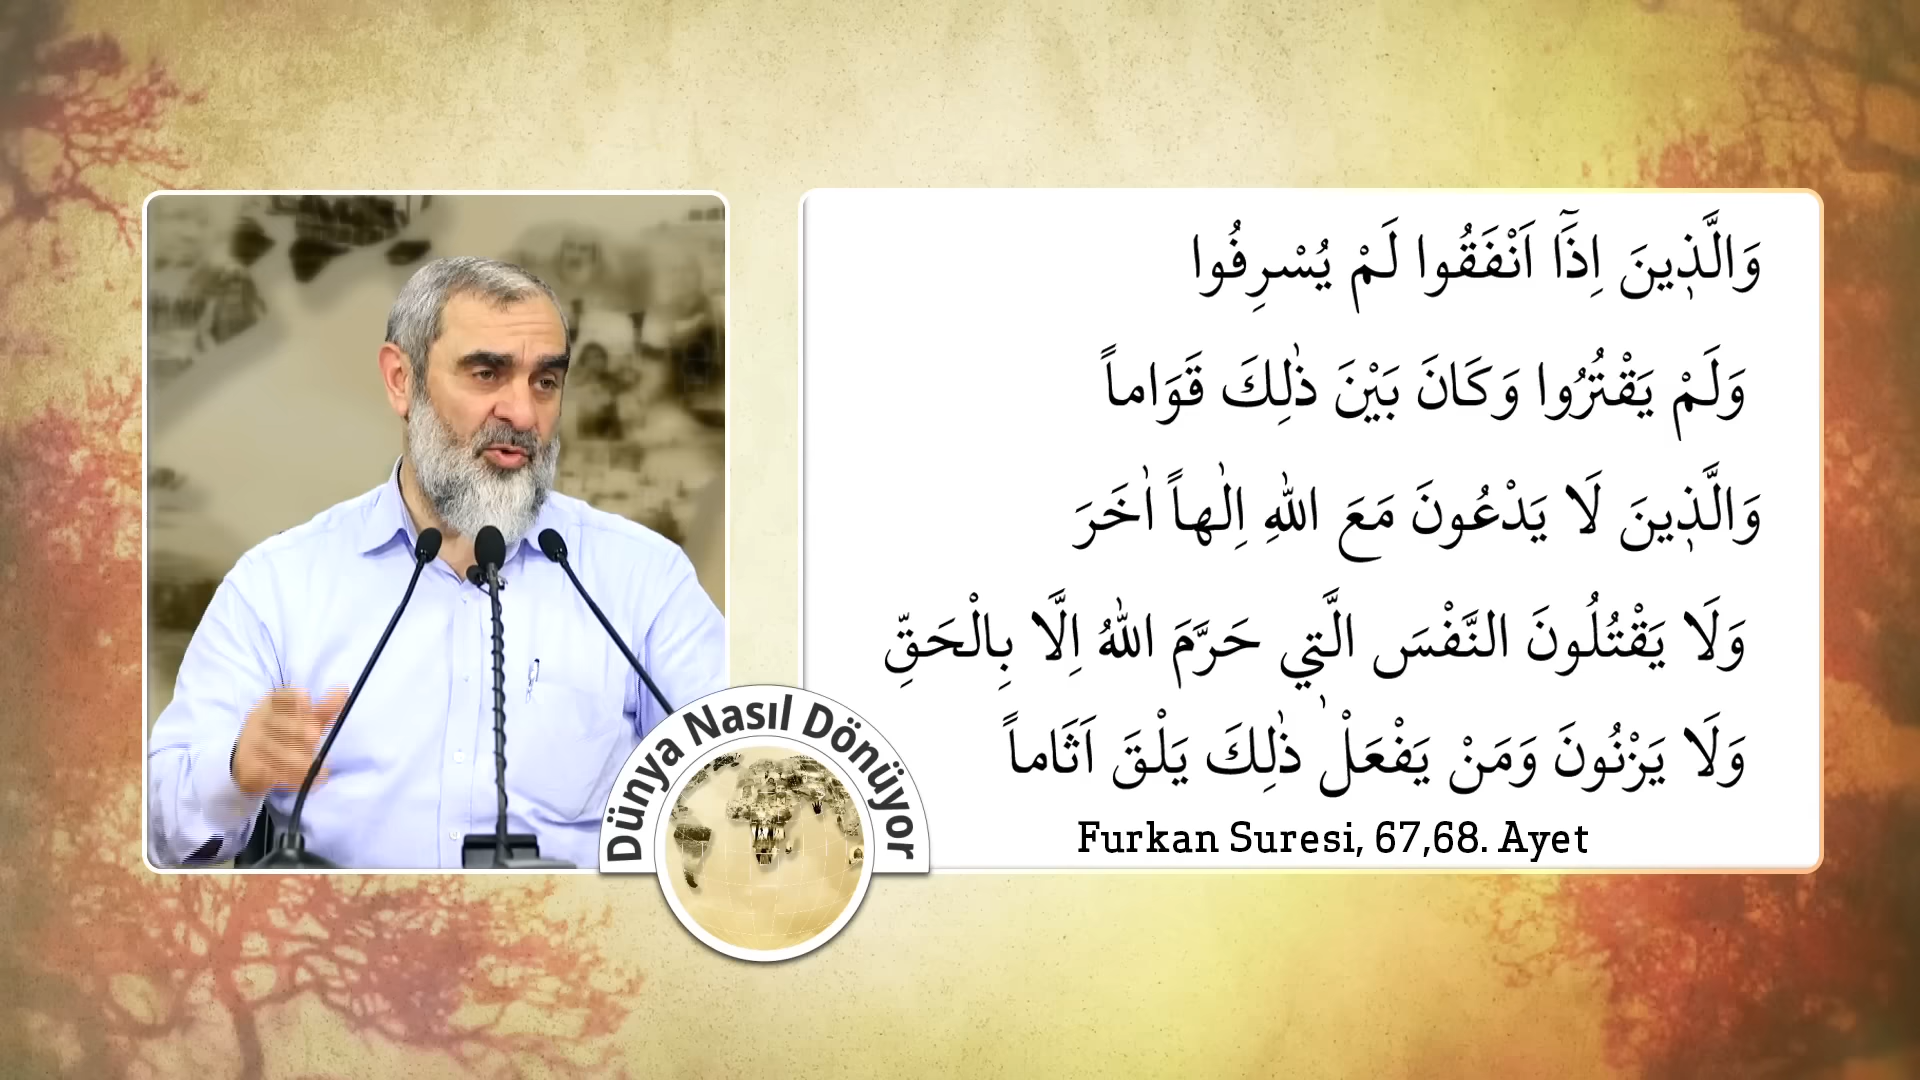 وَالَّذ۪ينَ اِذَٓا اَنْفَقُوا لَمْ يُسْرِفُوا
وَلَمْ يَقْتُرُوا وَكَانَ بَيْنَ ذٰلِكَ قَوَاماً
وَالَّذ۪ينَ لَا يَدْعُونَ مَعَ اللّٰهِ اِلٰهاً اٰخَرَ
وَلَا يَقْتُلُونَ النَّفْسَ الَّتِي حَرَّمَ اللّٰهُ اِلَّا بِالْحَقِّ
وَلَا يَزْنُونَ وَمَنْ يَفْعَلْ ذٰلِكَ يَلْقَ اَثَاماً
Furkan Suresi, 67,68. Ayet
Dünya Nasıl Dönüyor